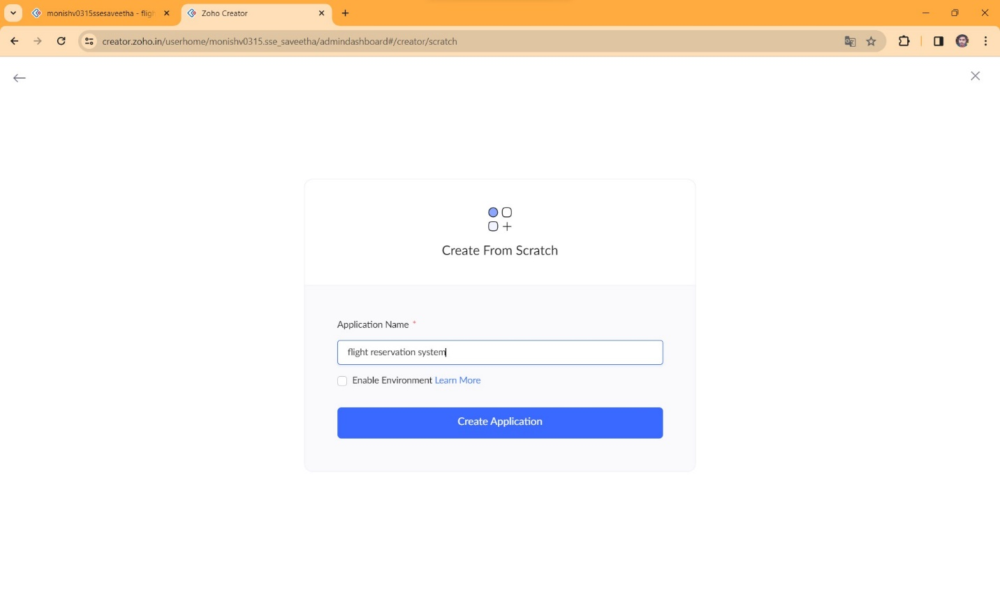 monishv0315ssesaveetha - fligh
Zoho Creator
creator.zoho.in/userhome/monishv0315.sse_saveetha/admindashboard#/creator/scratch
Create From Scratch
Application Name *
flight reservation system
Enable Environment Learn More
Create Application